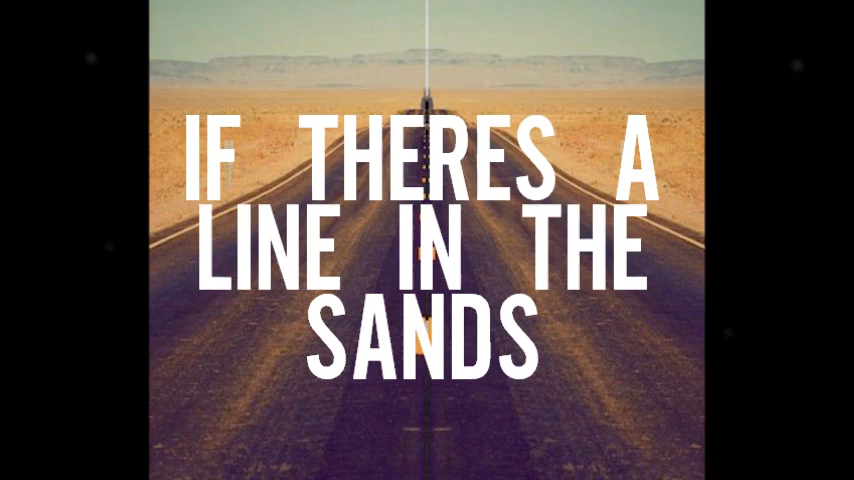 IF THERES A
LINE IN THE
SANDS